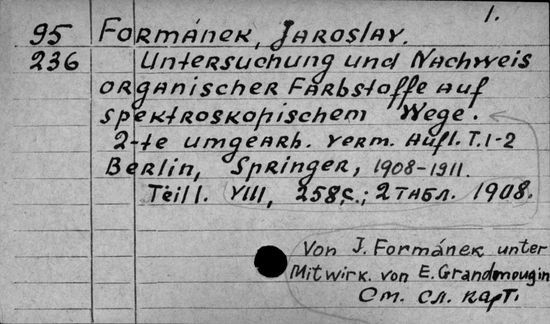 1.
95 Formánek, Jaroslav.
236 Untersuchung und Nachweis
organischer Farbstoffe auf
spektroskopischem Wege.
2-te umgearb. verm. Aufl. T.1-2
Berlin, Springer, 1908-1911.
Teil 1. VIII, 258 с.; 2 табл. 1908.
Von J. Formánek unter
Mitwirk. von E. Grandmougin
См. сл. карт.